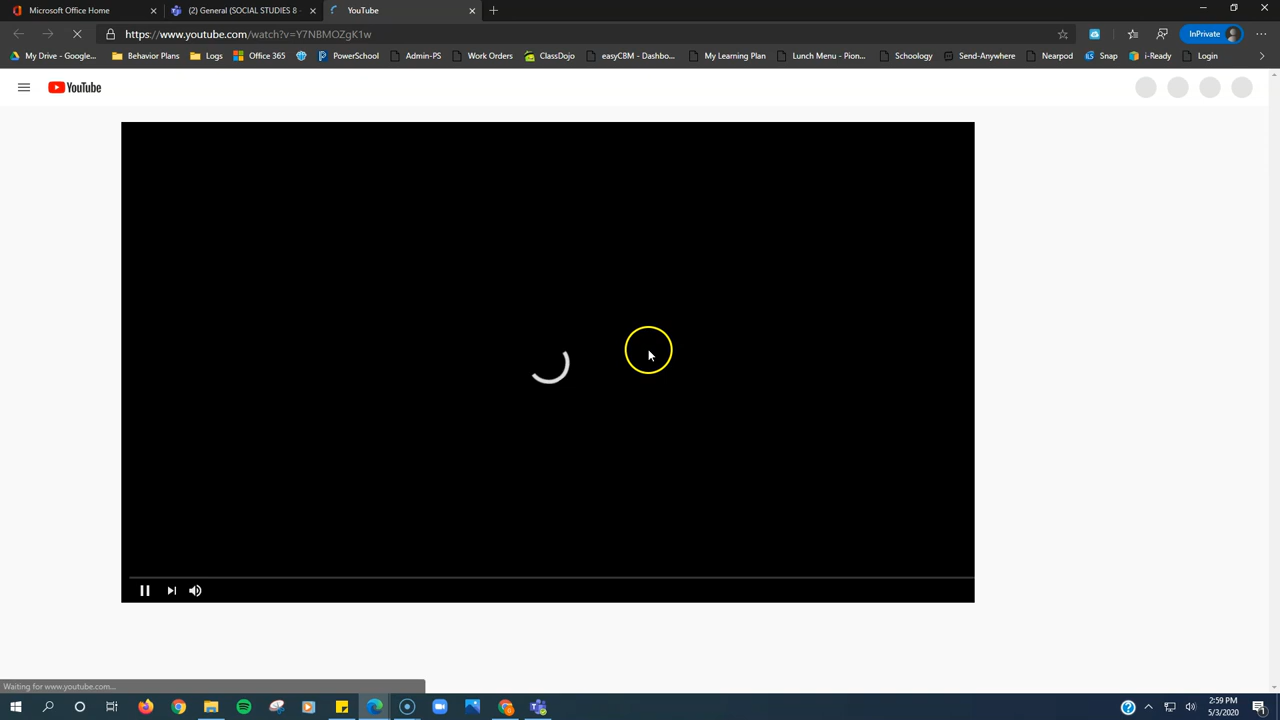 Microsoft Office Home
(2) General (SOCIAL STUDIES 8 -
YouTube
https://www.youtube.com/watch?v=Y7NBMOZgK1w
InPrivate
My Drive - Google...
Behavior Plans
Logs
Office 365
PowerSchool
Admin-PS
Work Orders
ClassDojo
easyCBM - Dashbo...
My Learning Plan
Lunch Menu - Pion...
Schoology
Send-Anywhere
Nearpod
Snap
i-Ready
Login
YouTube
Waiting for www.youtube.com...
2:59 PM
5/3/2020